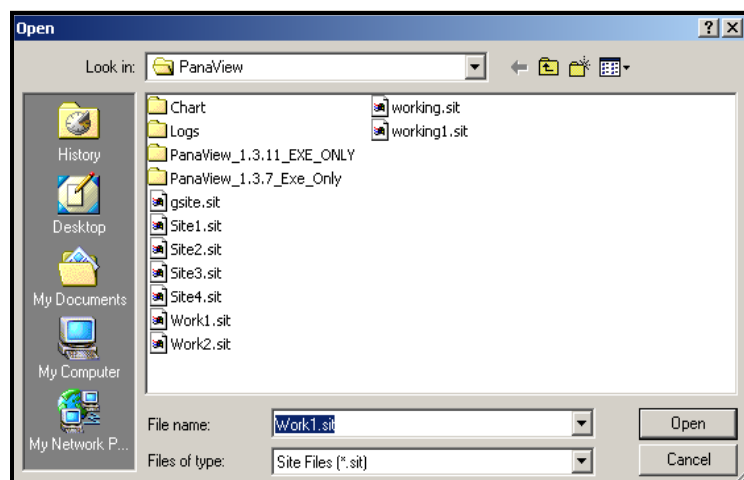 Open
Look in:
PanaView
History
Desktop
My Documents
My Computer
My Network P...
Chart
Logs
PanaView_1.3.11_EXE_ONLY
PanaView_1.3.7_Exe_Only
gsite.sit
Site1.sit
Site2.sit
Site3.sit
Site4.sit
Work1.sit
Work2.sit
working.sit
working1.sit
File name:
Work1.sit
Open
Files of type:
Site Files (*.sit)
Cancel